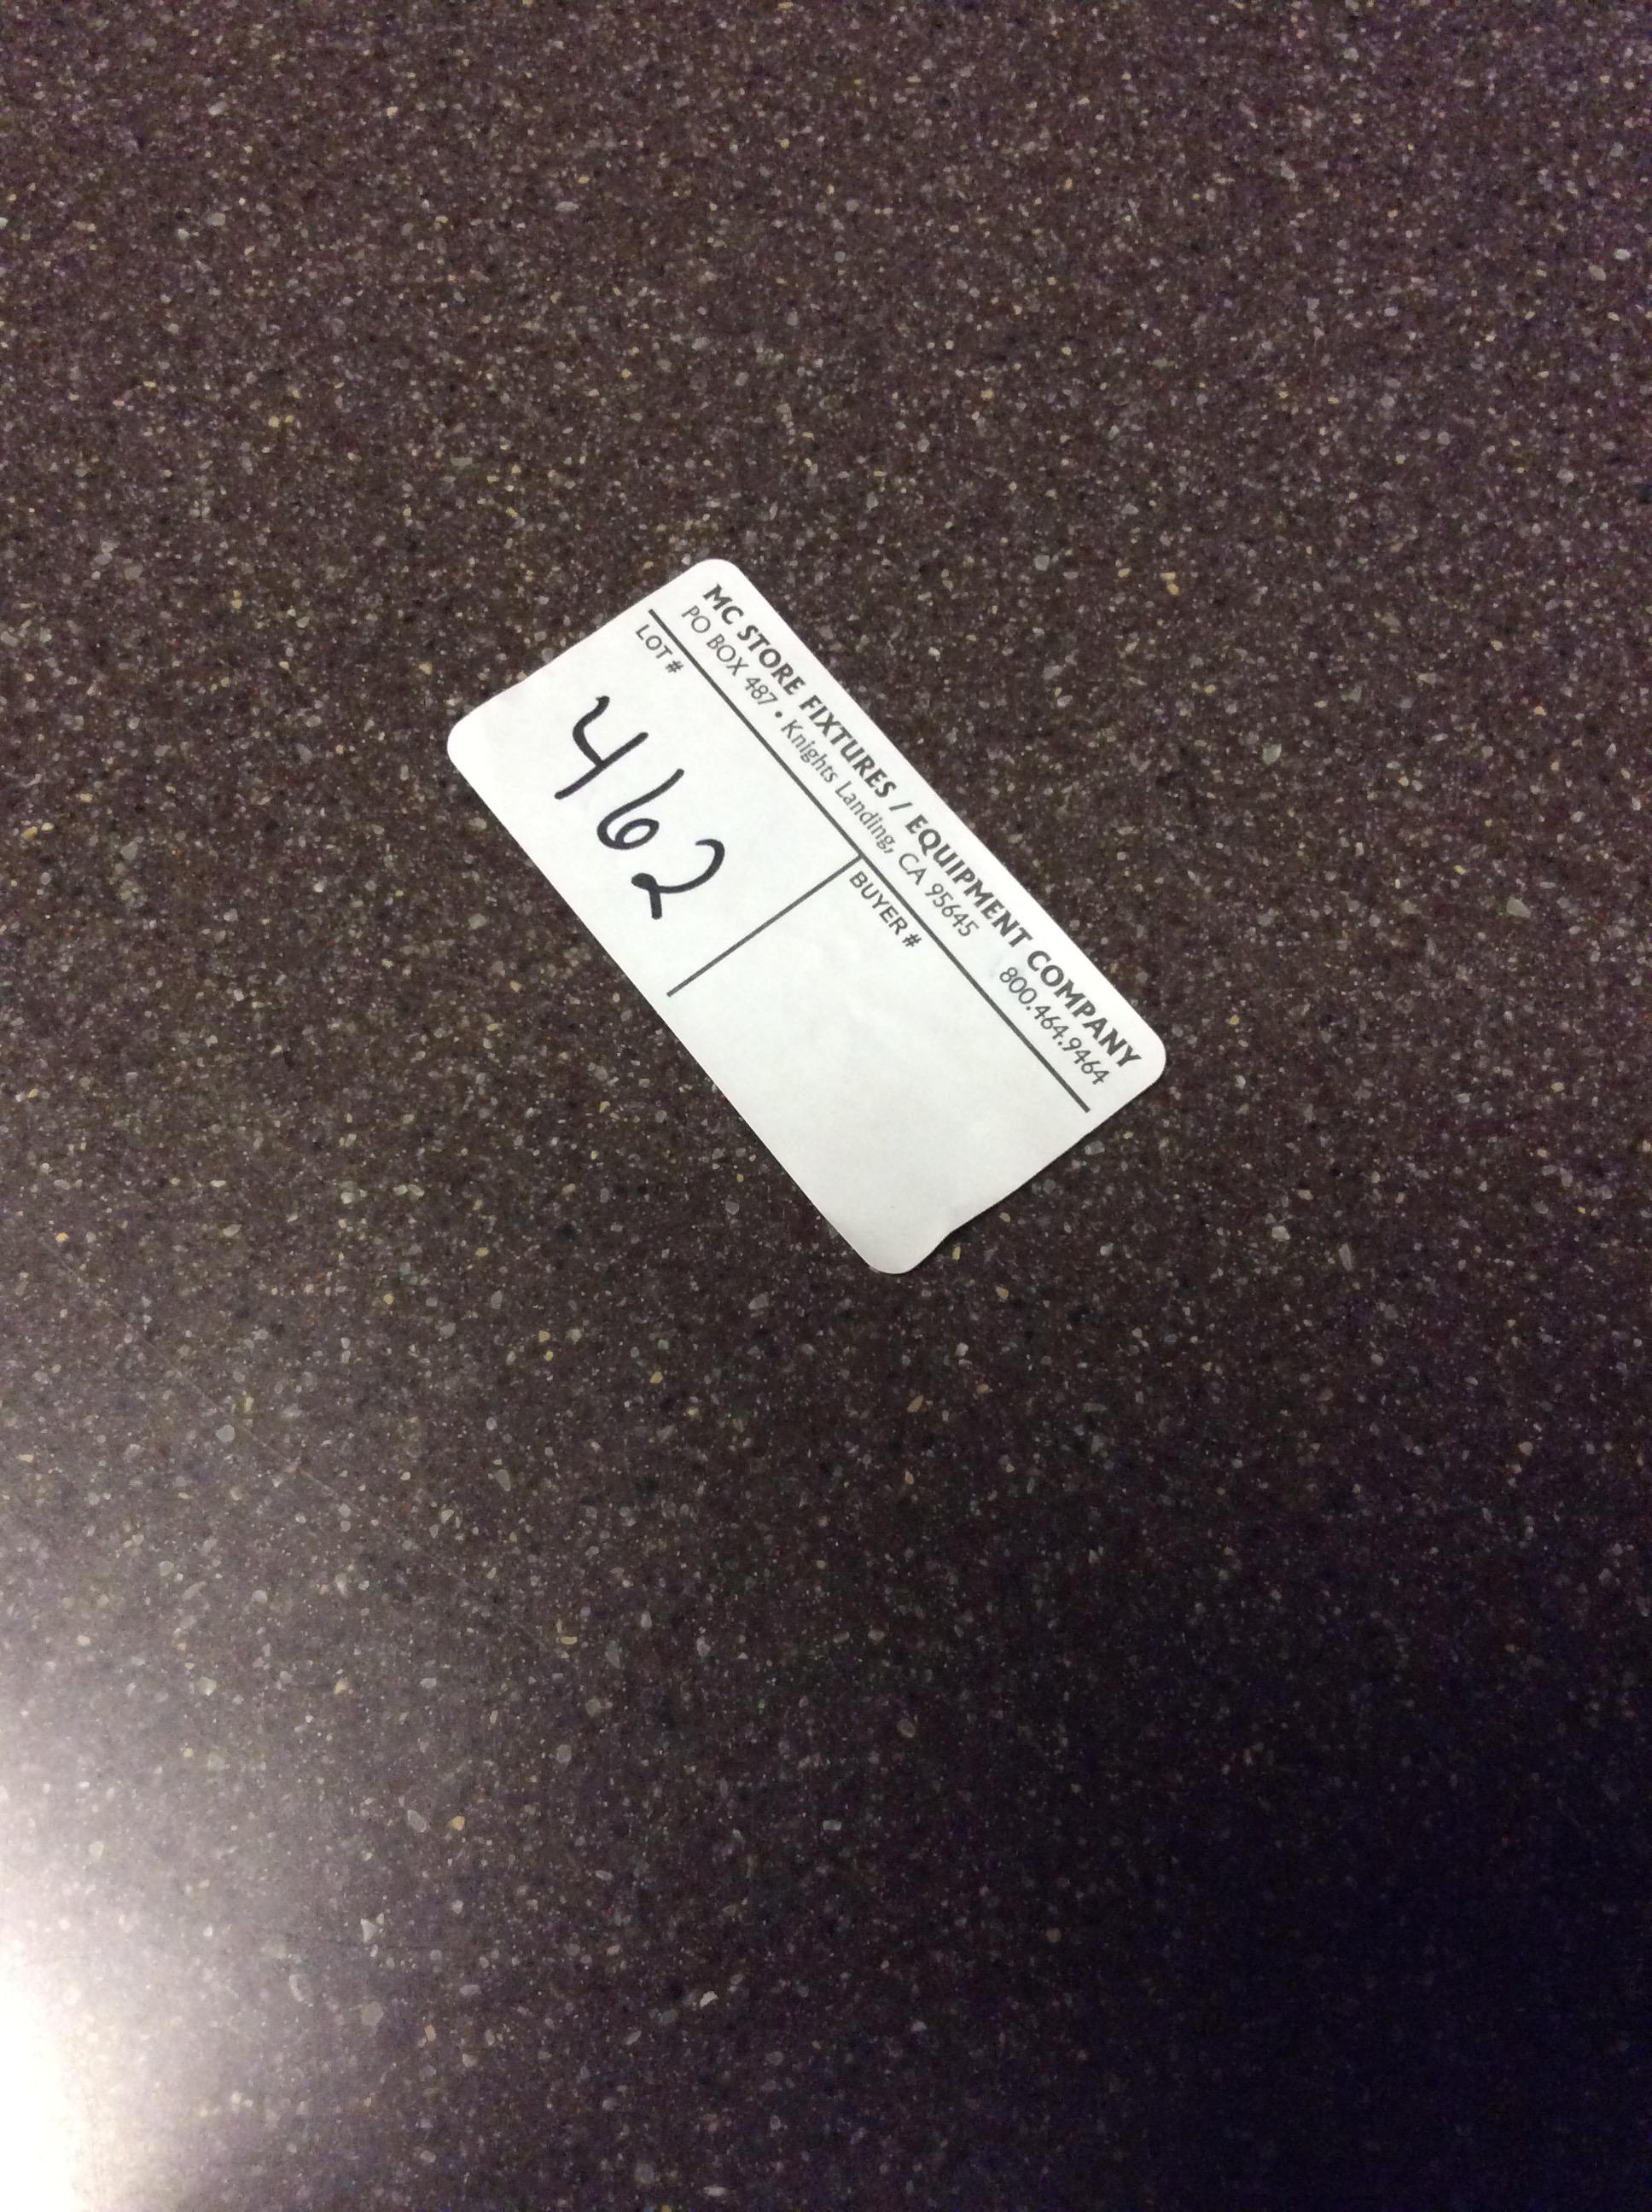 MC STORE FIXTURES / EQUIPMENT COMPANY
PO BOX 487 • Knights Landing, CA 95645 800.464.9464
LOT # BUYER #
462